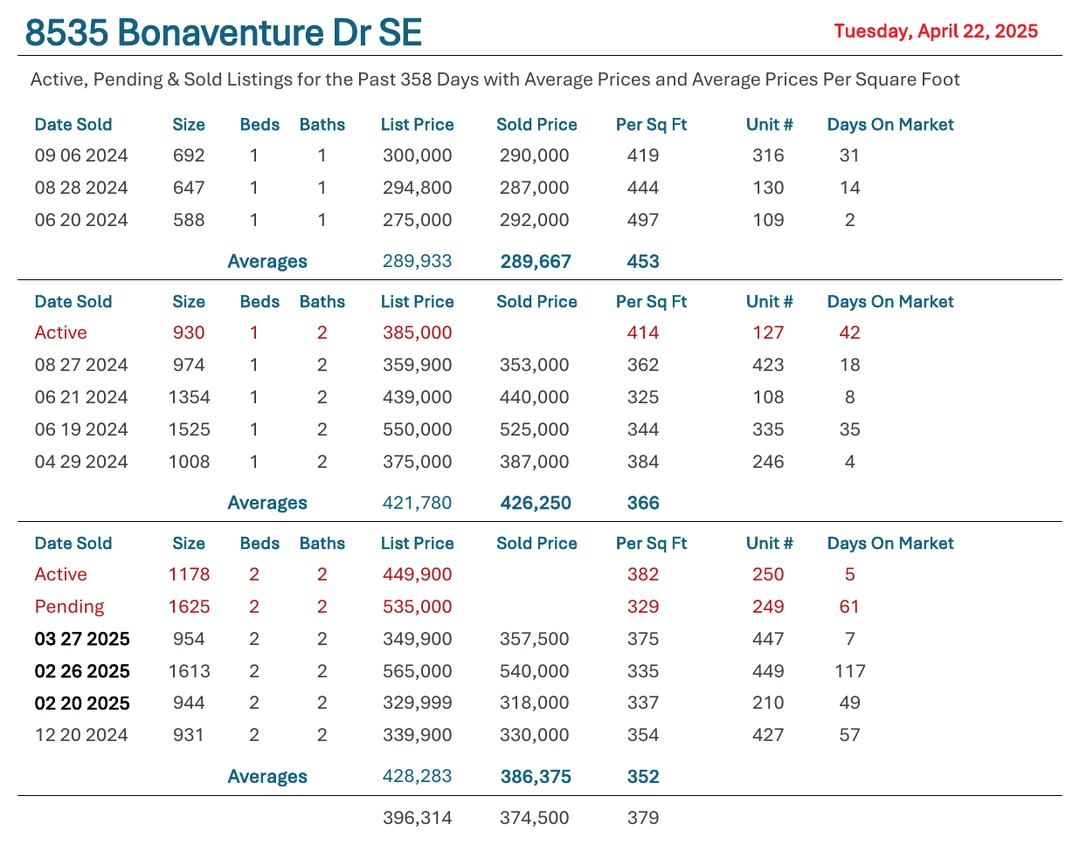 8535 Bonaventure Dr SE Tuesday, April 22, 2025
Active, Pending & Sold Listings for the Past 358 Days with Average Prices and Average Prices Per Square Foot
Date Sold Size Beds Baths List Price Sold Price Per Sq Ft Unit # Days On Market
09 06 2024 692 1 1 300,000 290,000 419 316 31
08 28 2024 647 1 1 294,800 287,000 444 130 14
06 20 2024 588 1 1 275,000 292,000 497 109 2
Averages 289,933 289,667 453
Date Sold Size Beds Baths List Price Sold Price Per Sq Ft Unit # Days On Market
Active 930 1 2 385,000 414 127 42
08 27 2024 974 1 2 359,900 353,000 362 423 18
06 21 2024 1354 1 2 439,000 440,000 325 108 8
06 19 2024 1525 1 2 550,000 525,000 344 335 35
04 29 2024 1008 1 2 375,000 387,000 384 246 4
Averages 421,780 426,250 366
Date Sold Size Beds Baths List Price Sold Price Per Sq Ft Unit # Days On Market
Active 1178 2 2 449,900 382 250 5
Pending 1625 2 2 535,000 329 249 61
03 27 2025 954 2 2 349,900 357,500 375 447 7
02 26 2025 1613 2 2 565,000 540,000 335 449 117
02 20 2025 944 2 2 329,999 318,000 337 210 49
12 20 2024 931 2 2 339,900 330,000 354 427 57
Averages 428,283 386,375 352
396,314 374,500 379